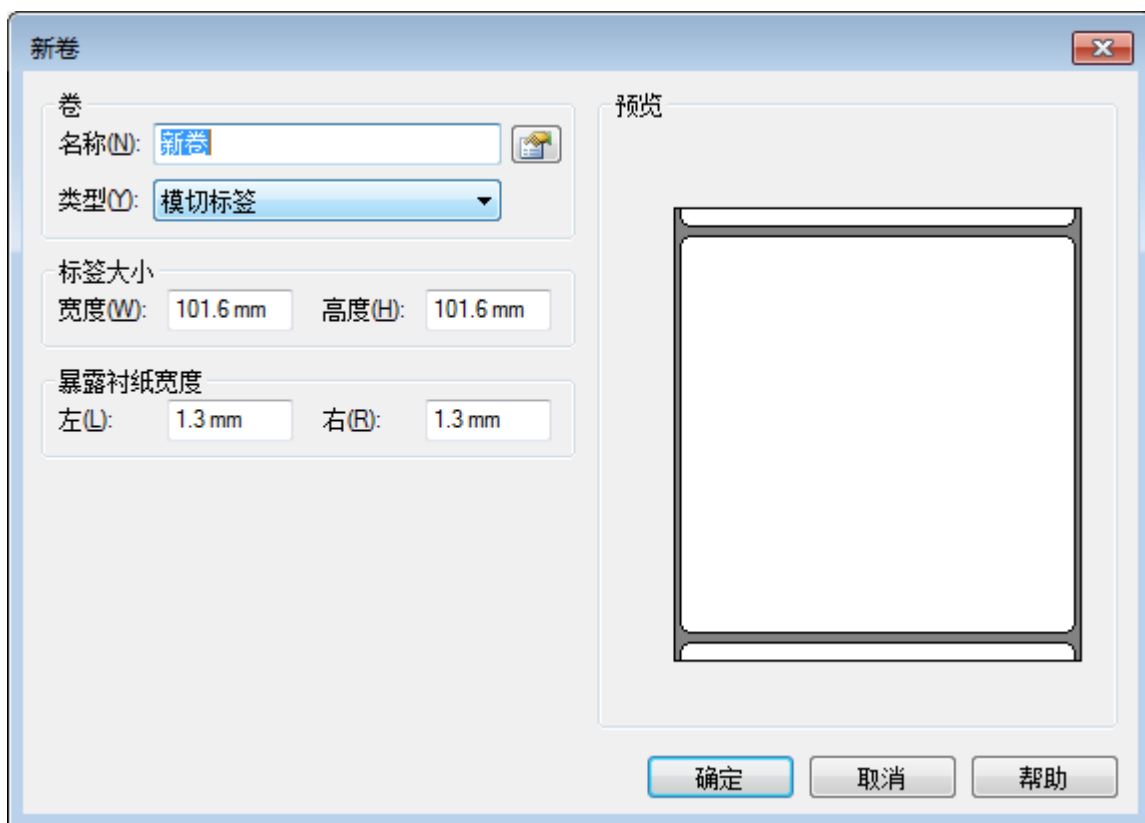 新卷
卷
名称(N): 新卷
类型(Y): 模切标签
标签大小
宽度(W): 101.6 mm 高度(H): 101.6 mm
暴露衬纸宽度
左(L): 1.3 mm 右(R): 1.3 mm
预览
确定 取消 帮助